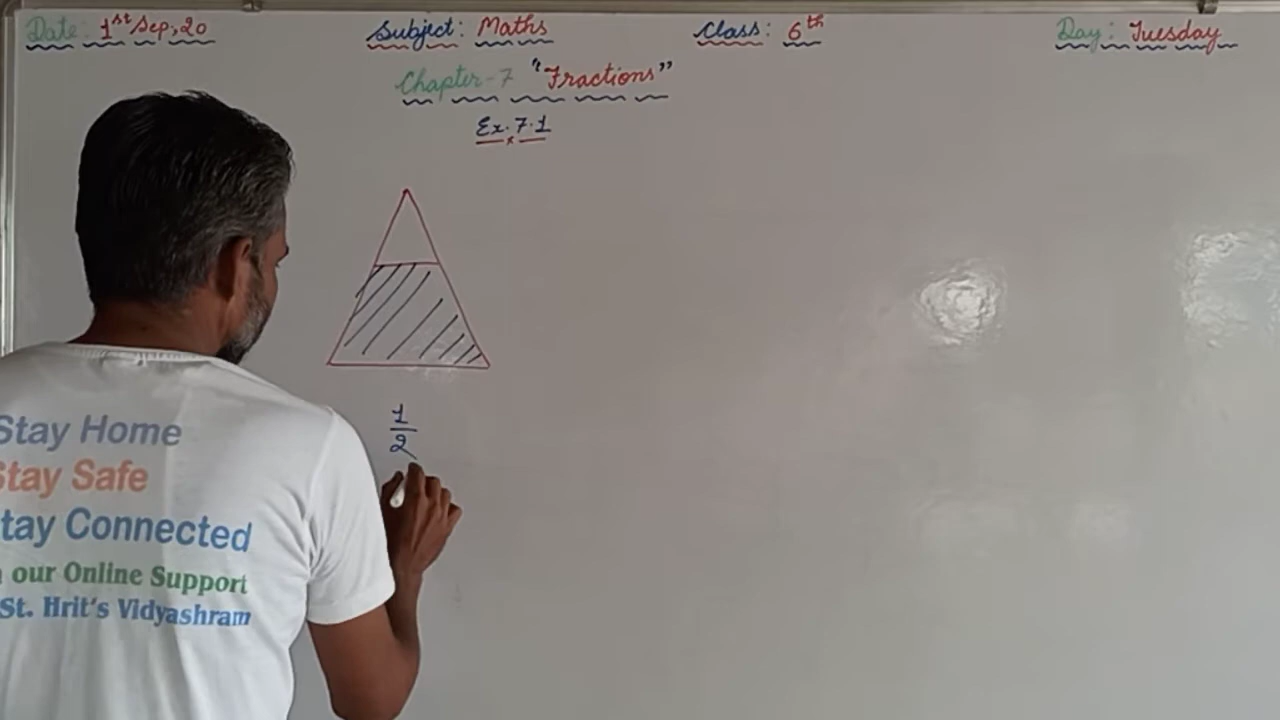 Date: 1st Sep, 20 Subject: Maths Class: 6th Day: Tuesday
Chapter-7 "Fractions"
Ex. 7.1
1
2
Stay Home
Stay Safe
tay Connected
our Online Support
St. Hrit's Vidyashram